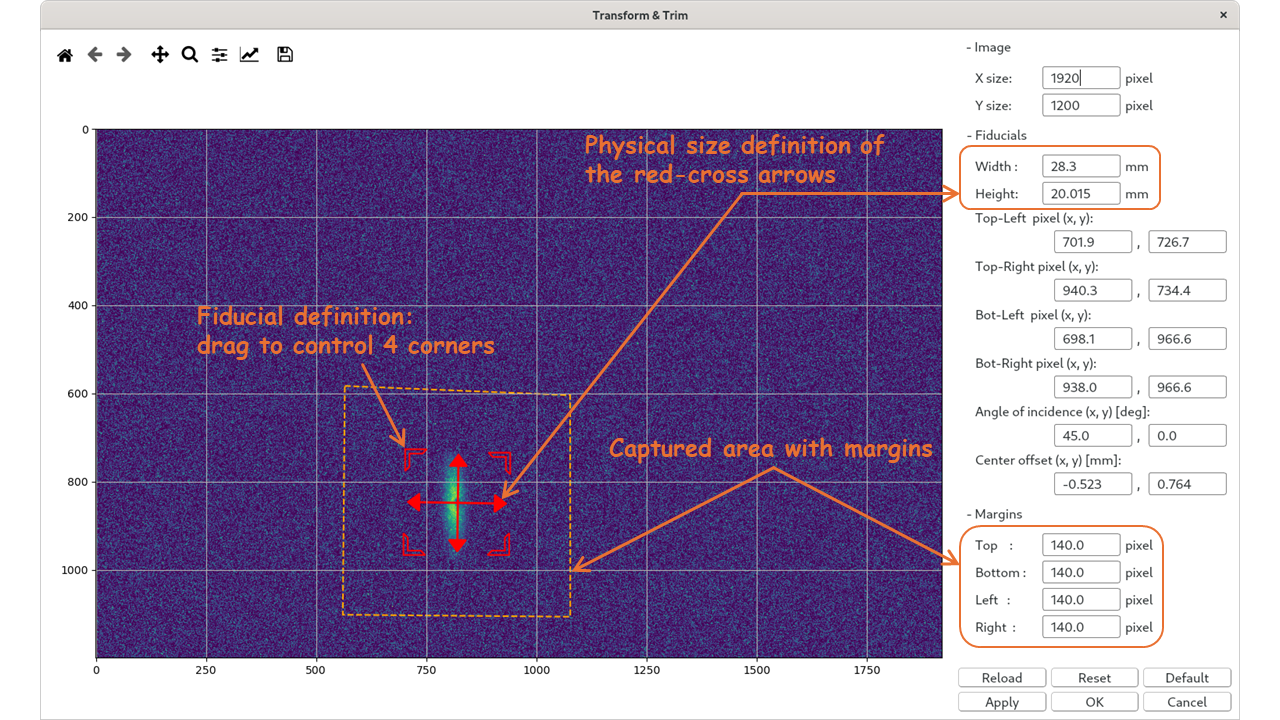 Transform & Trim ×
- Image
X size: 1920 pixel
Y size: 1200 pixel
- Fiducials
Width : 28.3 mm
Height: 20.015 mm
Top-Left pixel (x, y):
701.9 , 726.7
Top-Right pixel (x, y):
940.3 , 734.4
Bot-Left pixel (x, y):
698.1 , 966.6
Bot-Right pixel (x, y):
938.0 , 966.6
Angle of incidence (x, y) [deg]:
45.0 , 0.0
Center offset (x, y) [mm]:
-0.523 , 0.764
- Margins
Top : 140.0 pixel
Bottom : 140.0 pixel
Left : 140.0 pixel
Right : 140.0 pixel
Reload Reset Default
Apply OK Cancel
Physical size definition of
the red-cross arrows
Fiducial definition:
drag to control 4 corners
Captured area with margins
0
200
400
600
800
1000
0 250 500 750 1000 1250 1500 1750